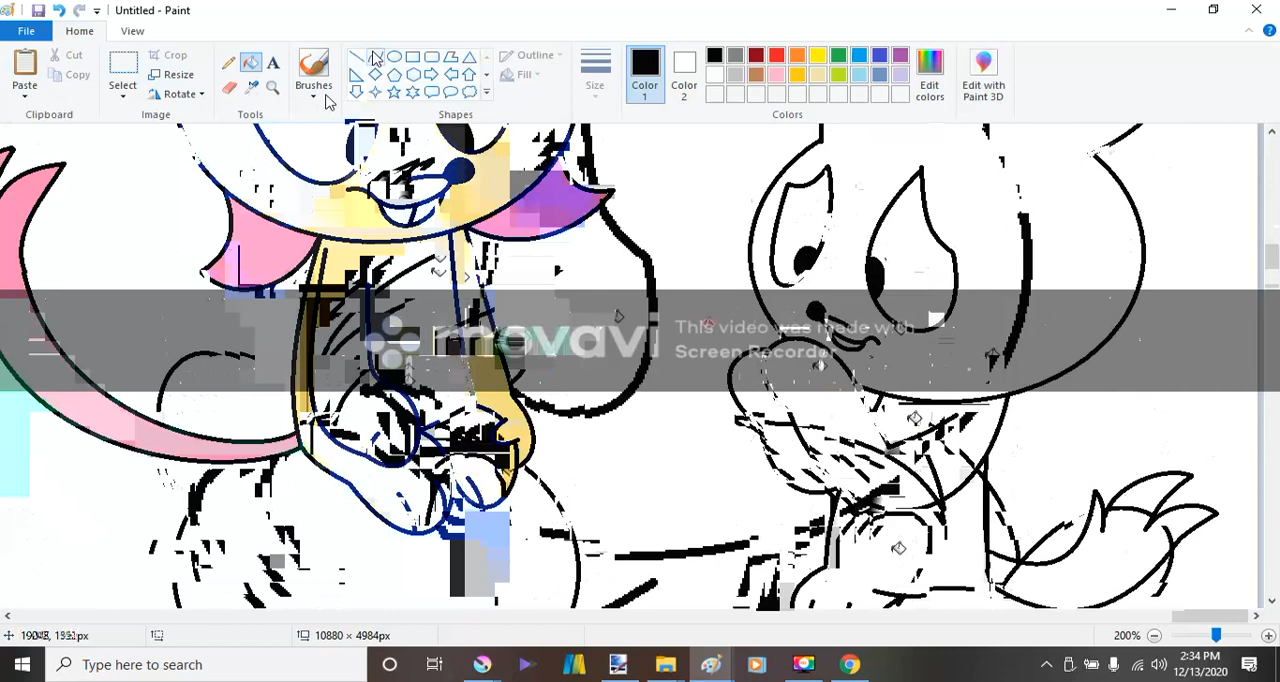 Untitled - Paint
File Home View
Paste
Cut
Copy
Clipboard
Select
Crop
Resize
Rotate
Image
A
Tools
Brushes
Shapes
Outline
Fill
Size
Color 1
Color 2
Colors
Edit colors
Edit with Paint 3D
movavi
This video was made with
Screen Recorder
10880 × 4984px
200%
Type here to search
2:34 PM
12/13/2020